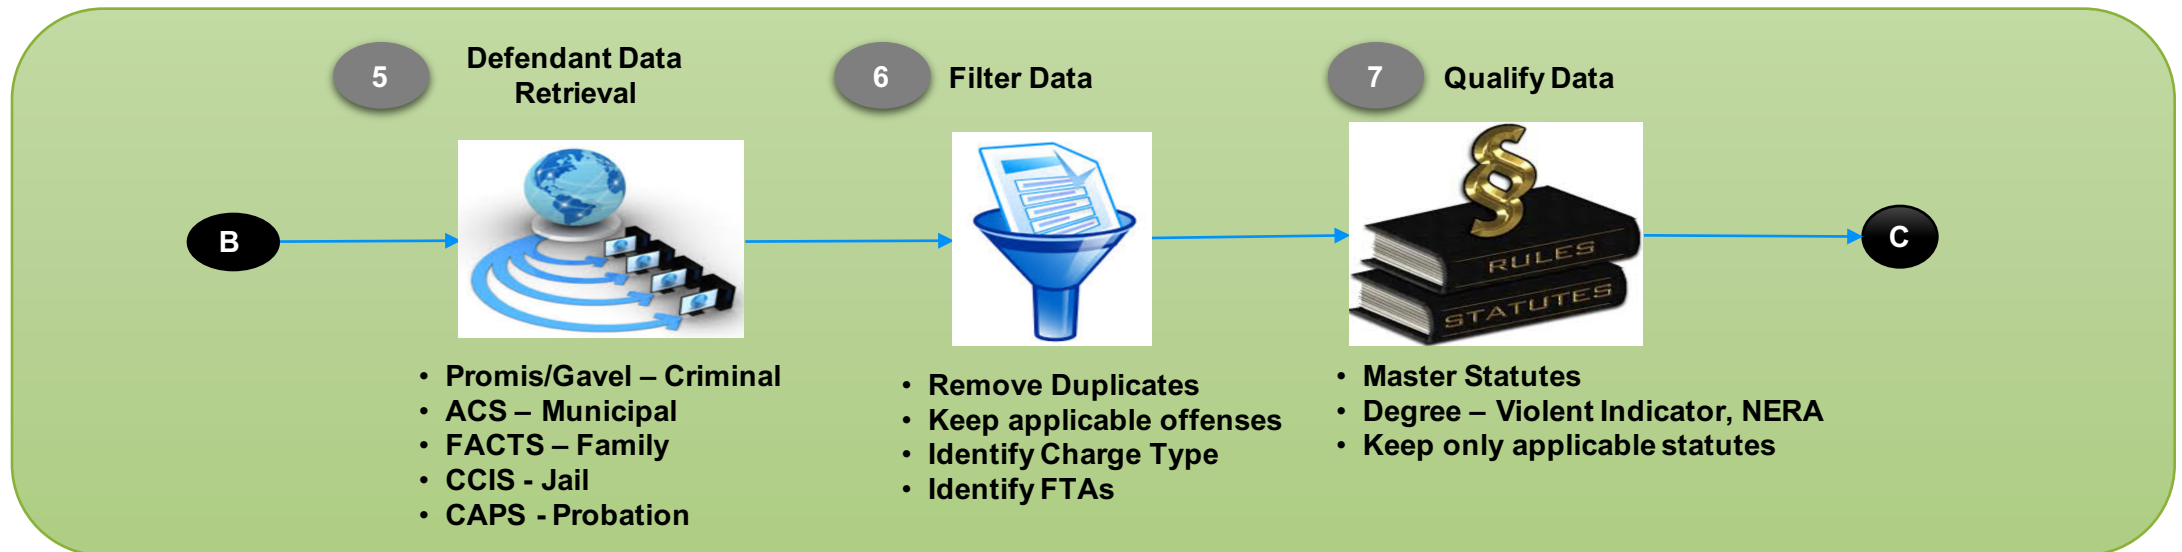 5
Defendant Data
Retrieval
6
Filter Data
7
Qualify Data
B
RULES
STATUTES
C
• Promis/Gavel – Criminal
• ACS – Municipal
• FACTS – Family
• CCIS - Jail
• CAPS - Probation
• Remove Duplicates
• Keep applicable offenses
• Identify Charge Type
• Identify FTAs
• Master Statutes
• Degree – Violent Indicator, NERA
• Keep only applicable statutes